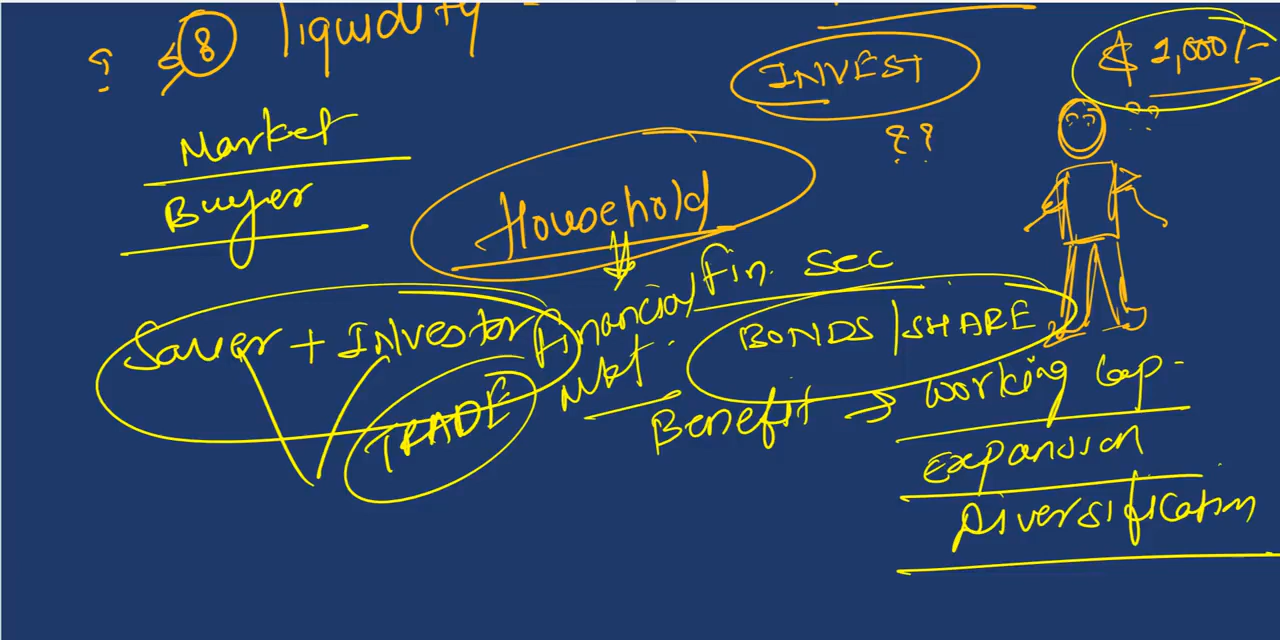 ? 8 liquidity
INVEST
$ 2,000/-
??
??
Market
Buyer
Household
Saver + Investor
Financial/Fin. Sec
Mkt.
BONDS/SHARE
TRADE
Benefit → Working Cap.
Expansion
Diversification